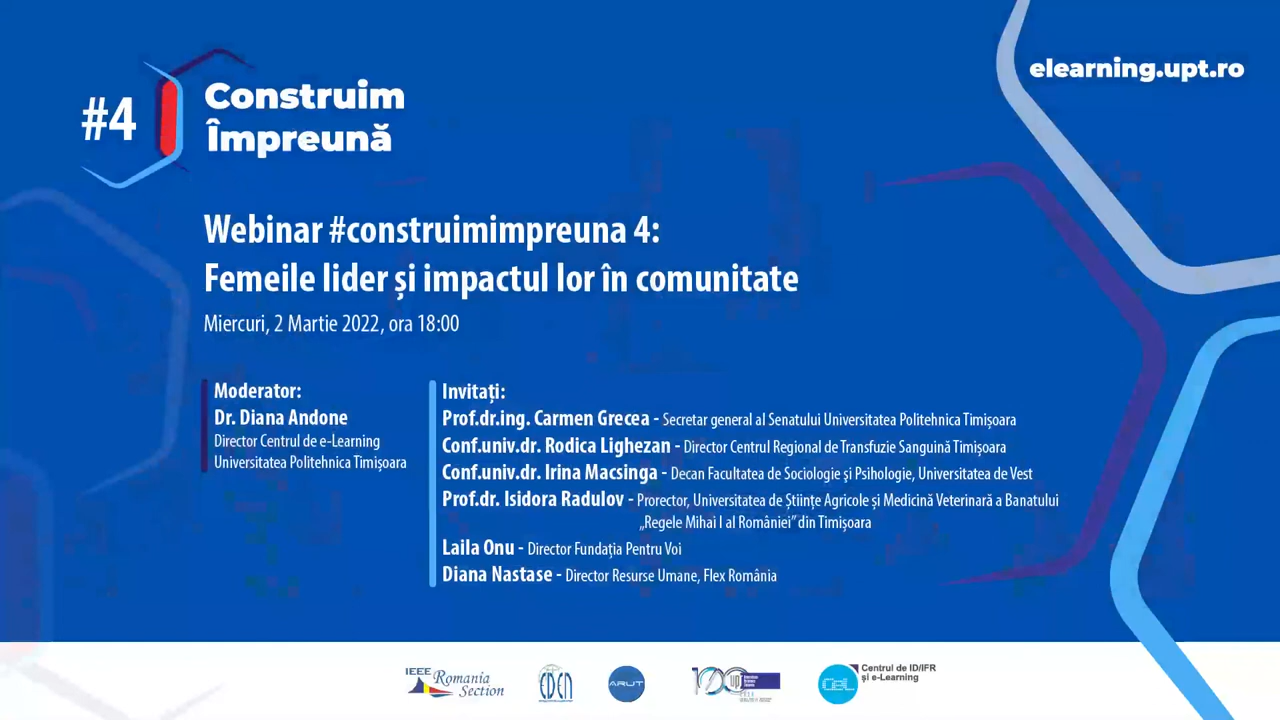 elearning.upt.ro
#4
Construim
Împreună
Webinar #construimimpreuna 4:
Femeile lider și impactul lor în comunitate
Miercuri, 2 Martie 2022, ora 18:00
Moderator:
Dr. Diana Andone
Director Centrul de e-Learning
Universitatea Politehnica Timișoara
Invitați:
Prof.dr.ing. Carmen Grecea - Secretar general al Senatului Universitatea Politehnica Timișoara
Conf.univ.dr. Rodica Lighezan - Director Centrul Regional de Transfuzie Sanguină Timișoara
Conf.univ.dr. Irina Macsinga - Decan Facultatea de Sociologie și Psihologie, Universitatea de Vest
Prof.dr. Isidora Radulov - Prorector, Universitatea de Științe Agricole și Medicină Veterinară a Banatului
„Regele Mihai I al României” din Timișoara
Laila Onu - Director Fundația Pentru Voi
Diana Nastase - Director Resurse Umane, Flex România
IEEE Romania
Section
EDEN
ARUT
100 upt
CeL
Centrul de ID/IFR
și e-Learning